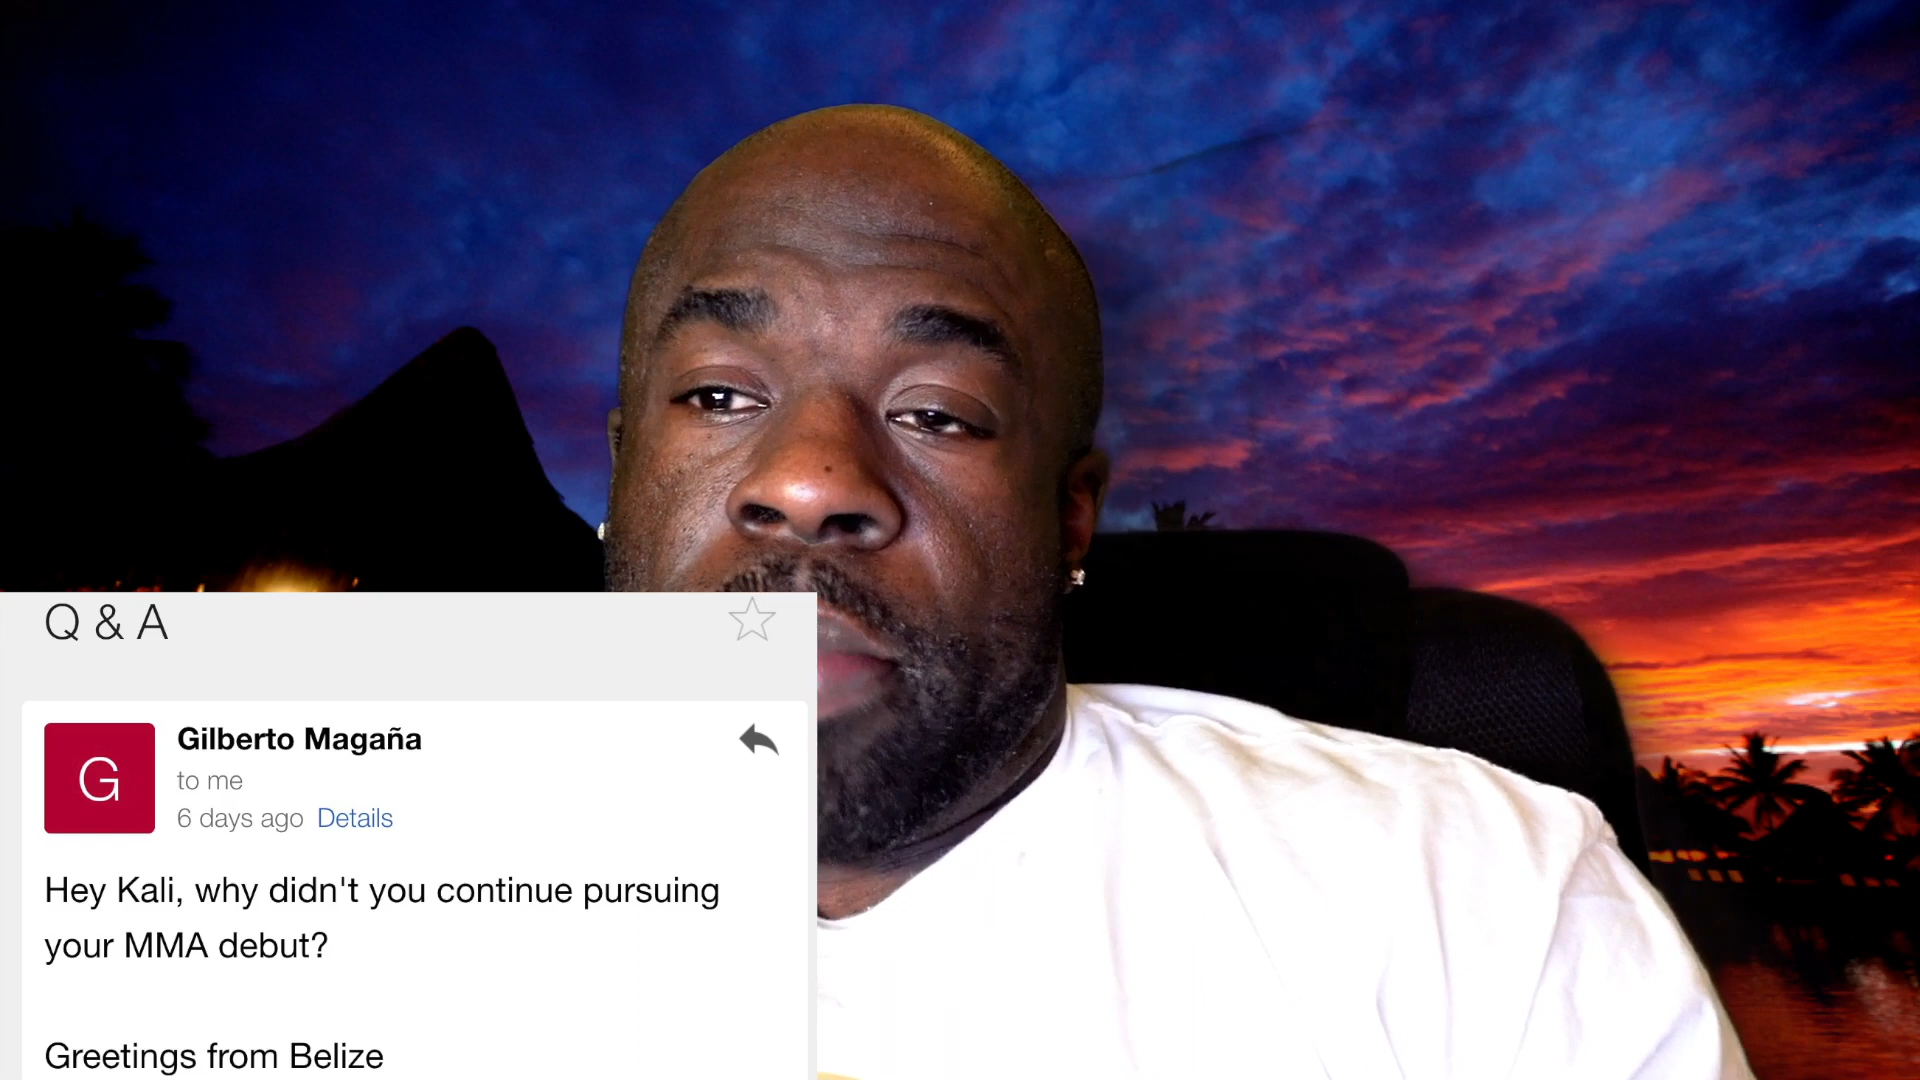 Q & A
G
Gilberto Magaña
to me
6 days ago Details
Hey Kali, why didn't you continue pursuing
your MMA debut?
Greetings from Belize